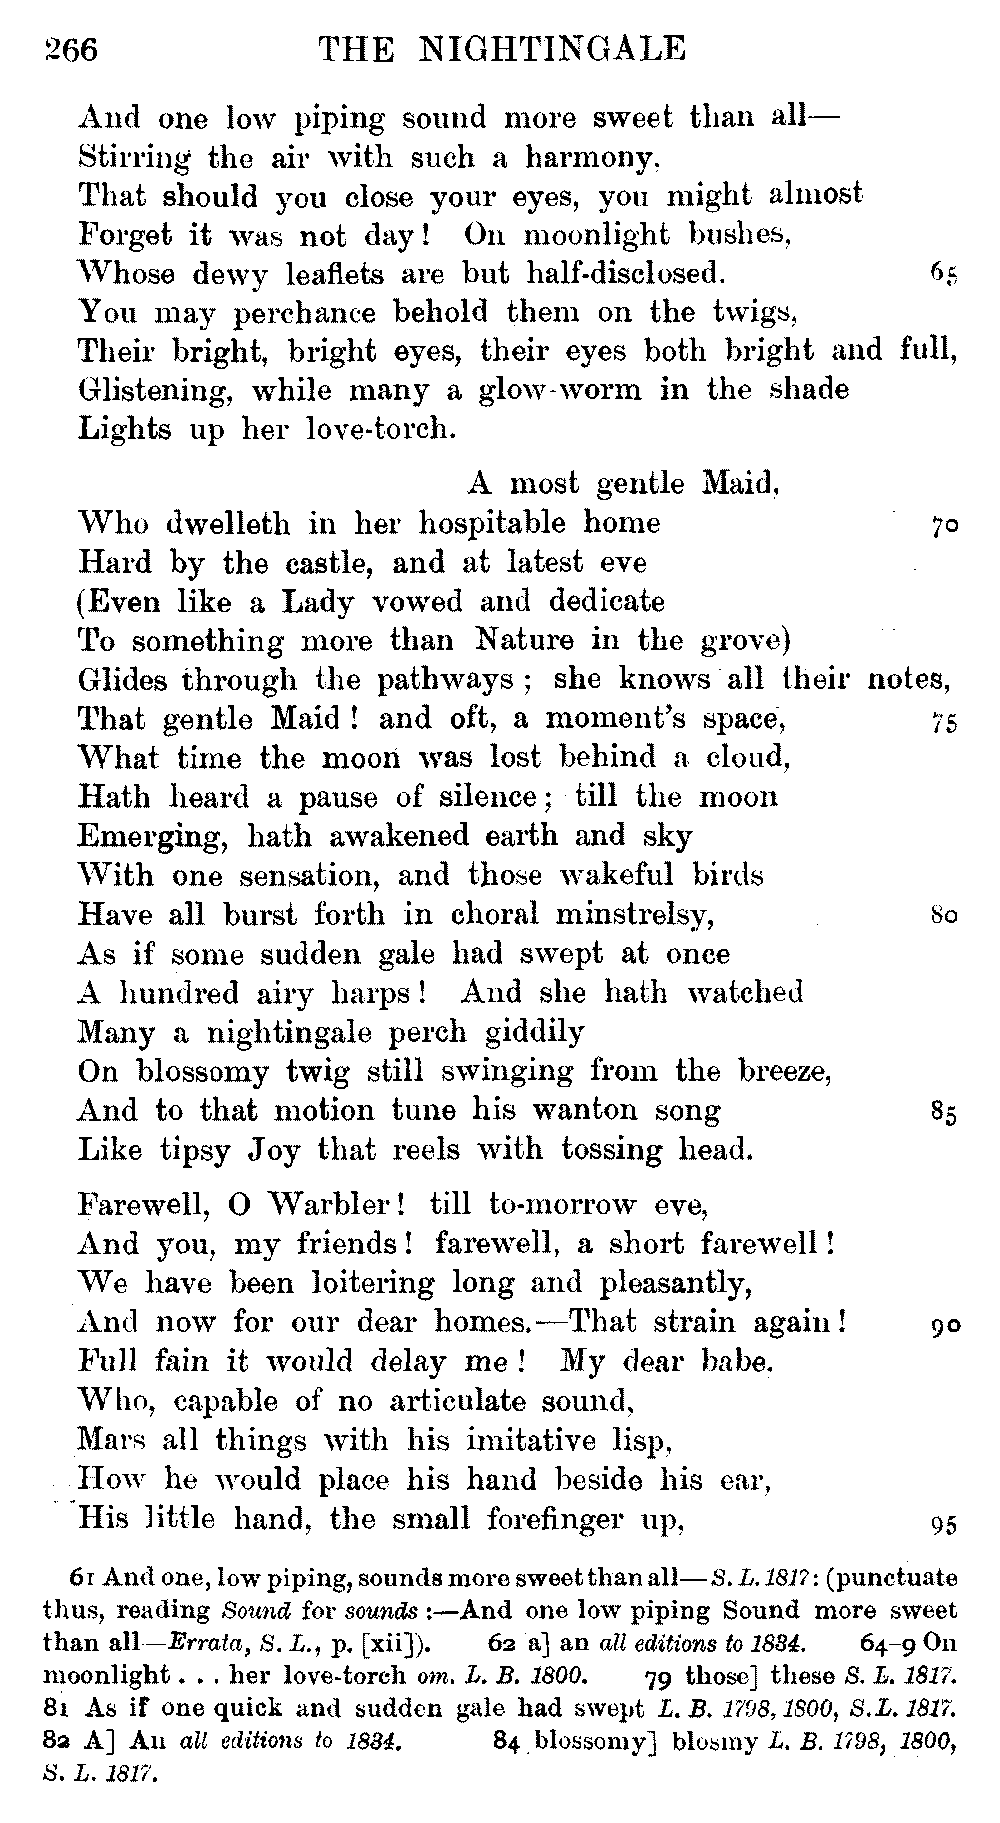 266 THE NIGHTINGALE
And one low piping sound more sweet than all—
Stirring the air with such a harmony,
That should you close your eyes, you might almost
Forget it was not day! On moonlight bushes,
Whose dewy leaflets are but half-disclosed. 65
You may perchance behold them on the twigs,
Their bright, bright eyes, their eyes both bright and full,
Glistening, while many a glow-worm in the shade
Lights up her love-torch.
A most gentle Maid,
Who dwelleth in her hospitable home 70
Hard by the castle, and at latest eve
(Even like a Lady vowed and dedicate
To something more than Nature in the grove)
Glides through the pathways; she knows all their notes,
That gentle Maid! and oft, a moment's space, 75
What time the moon was lost behind a cloud,
Hath heard a pause of silence; till the moon
Emerging, hath awakened earth and sky
With one sensation, and those wakeful birds
Have all burst forth in choral minstrelsy, 80
As if some sudden gale had swept at once
A hundred airy harps! And she hath watched
Many a nightingale perch giddily
On blossomy twig still swinging from the breeze,
And to that motion tune his wanton song 85
Like tipsy Joy that reels with tossing head.
Farewell, O Warbler! till to-morrow eve,
And you, my friends! farewell, a short farewell!
We have been loitering long and pleasantly,
And now for our dear homes.—That strain again! 90
Full fain it would delay me! My dear babe.
Who, capable of no articulate sound,
Mars all things with his imitative lisp,
How he would place his hand beside his ear,
His little hand, the small forefinger up, 95
61 And one, low piping, sounds more sweet than all—S. L. 1817: (punctuate
thus, reading Sound for sounds:—And one low piping Sound more sweet
than all—Errata, S. L., p. [xii]). 62 a] an all editions to 1834. 64-9 On
moonlight . . . her love-torch om. L. B. 1800. 79 those] these S. L. 1817.
81 As if one quick and sudden gale had swept L. B. 1798, 1800, S. L. 1817.
82 A] An all editions to 1834. 84 blossomy] blosmy L. B. 1798, 1800,
S. L. 1817.